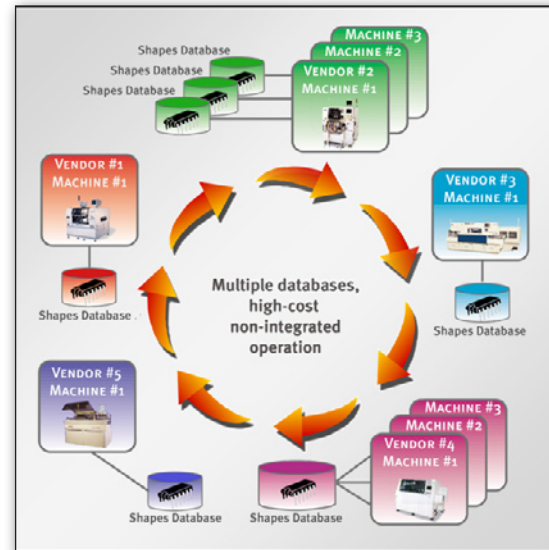 Shapes Database
Shapes Database
Shapes Database
MACHINE #3
MACHINE #2
VENDOR #2
MACHINE #1
VENDOR #1
MACHINE #1
Shapes Database
VENDOR #3
MACHINE #1
Shapes Database
Multiple databases,
high-cost
non-integrated
operation
VENDOR #5
MACHINE #1
Shapes Database
MACHINE #3
MACHINE #2
VENDOR #4
MACHINE #1
Shapes Database